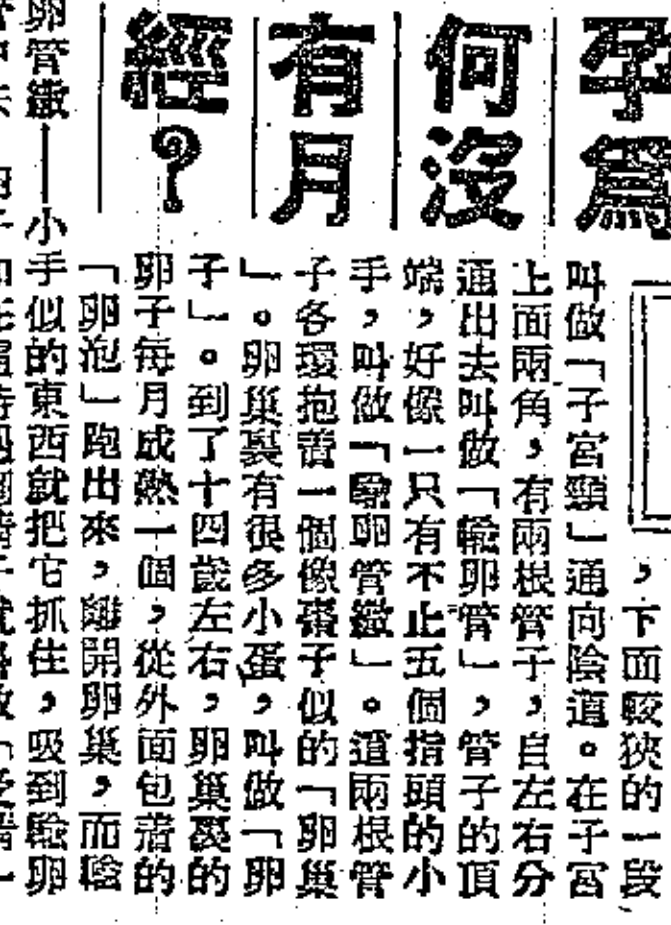 孕爲
何沒
有月
經？
，下面較狹的一段
叫做「子宮頸」通向陰道。在子宮
上面兩角，有兩根管子，自左右分
通出去叫做「輸卵管」，管子的頂
端，好像一只有不止五個指頭的小
手，叫做「輸卵管繖」。這兩根管
子各環抱着一個像棗子似的「卵巢
」。卵巢裏有很多小蛋，叫做「卵
子」。到了十四歲左右，卵巢裏的
卵子每月成熟一個，從外面包着的
「卵泡」跑出來，離開卵巢，而輸
卵管繖——小手似的東西就把它抓住，吸到輸卵